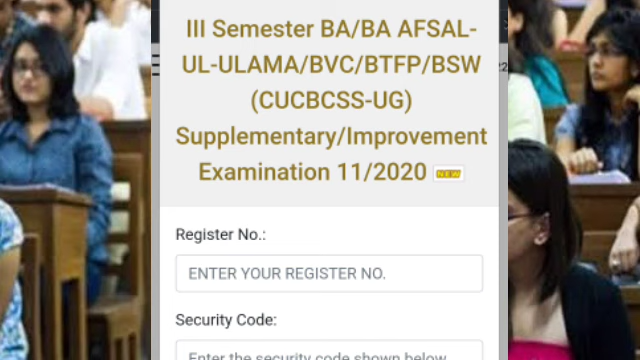 III Semester BA/BA AFSAL-
UL-ULAMA/BVC/BTFP/BSW
(CUCBCSS-UG)
Supplementary/Improvement
Examination 11/2020 NEW
Register No.:
ENTER YOUR REGISTER NO.
Security Code:
Enter the security code shown below